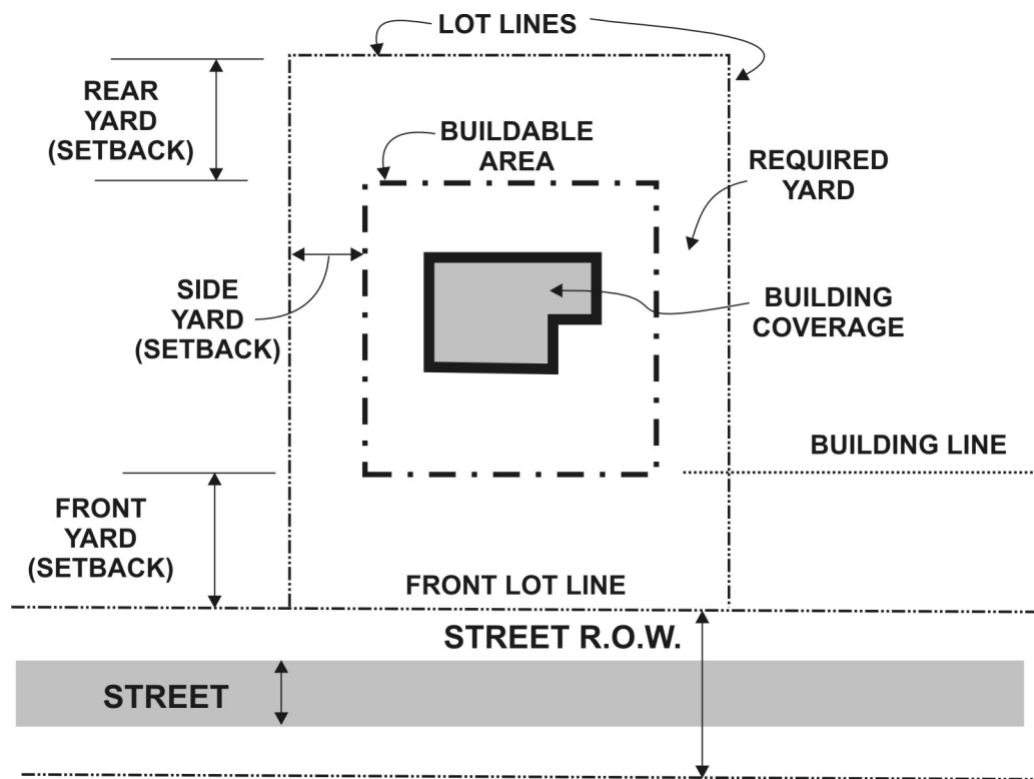 LOT LINES
REAR
YARD
(SETBACK)
BUILDABLE
AREA
REQUIRED
YARD
SIDE
YARD
(SETBACK)
BUILDING
COVERAGE
BUILDING LINE
FRONT
YARD
(SETBACK)
FRONT LOT LINE
STREET R.O.W.
STREET